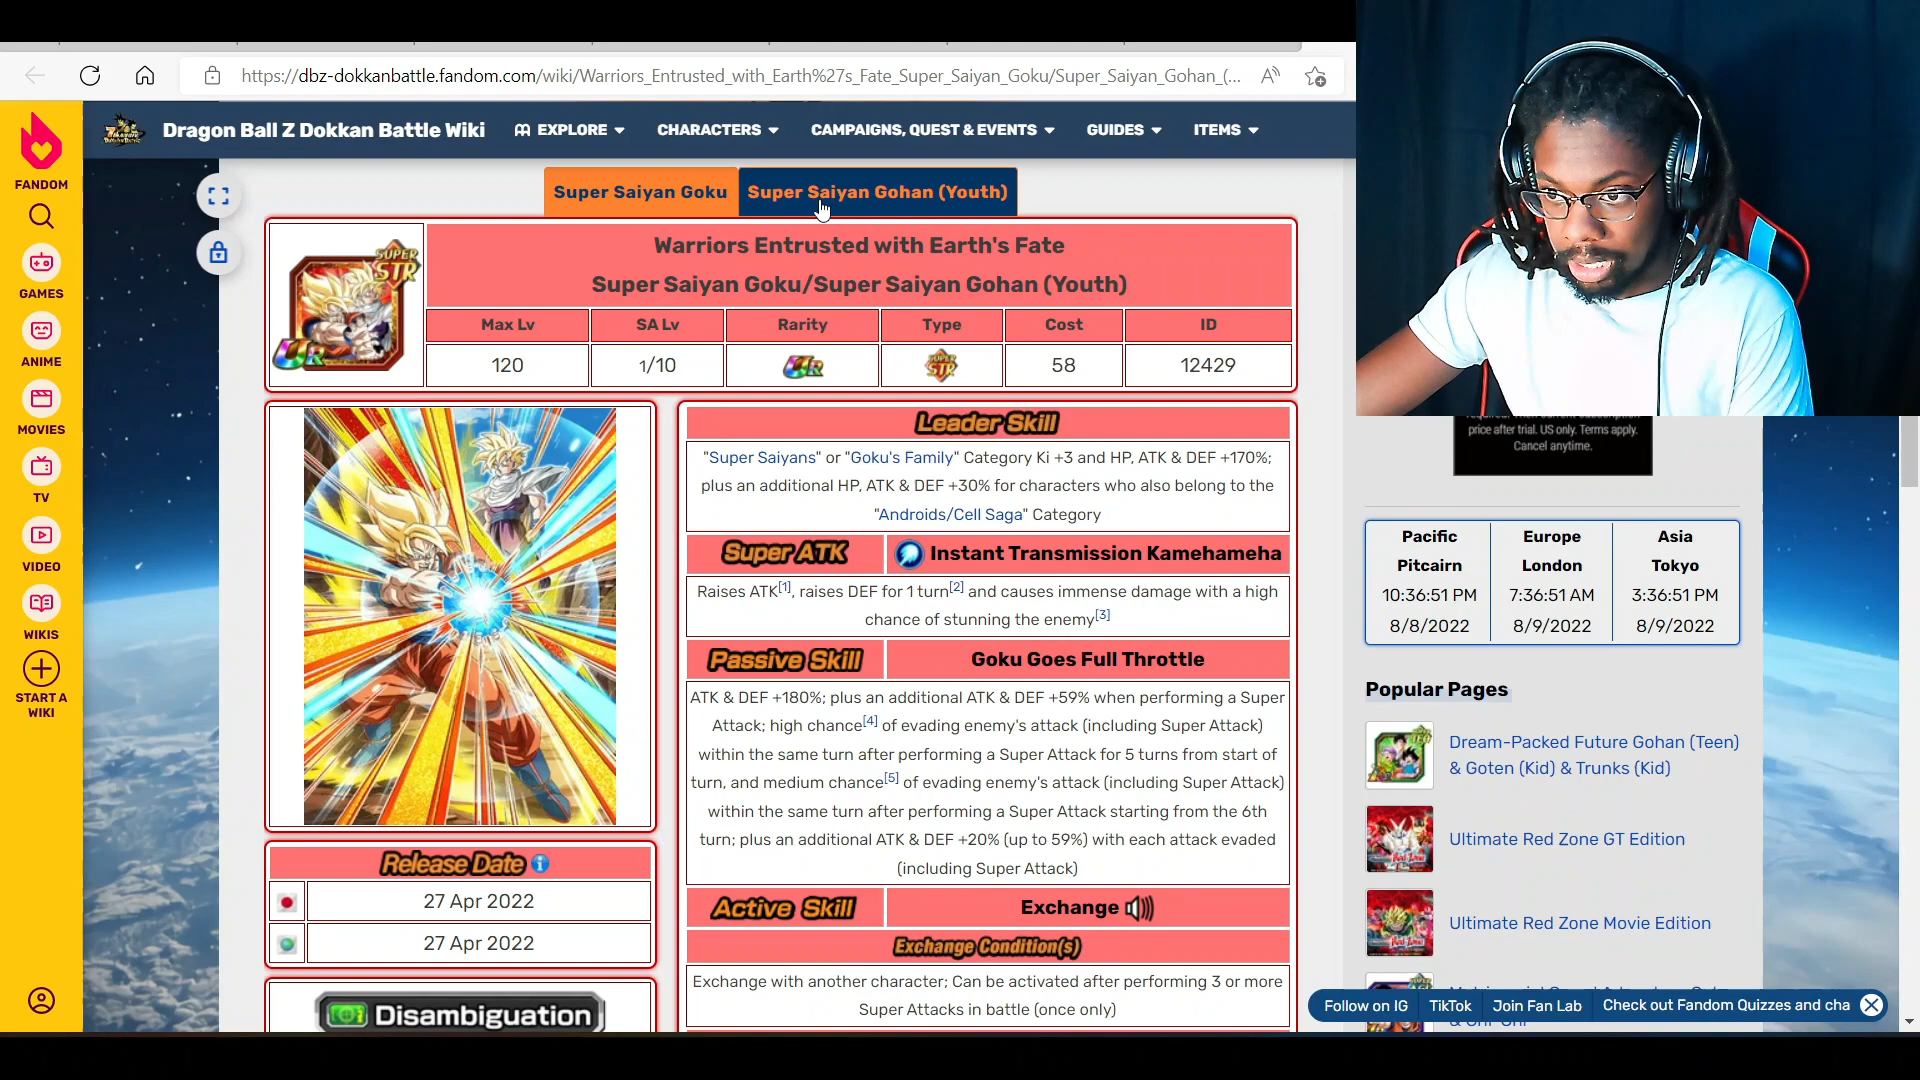 https://dbz-dokkanbattle.fandom.com/wiki/Warriors_Entrusted_with_Earth%27s_Fate_Super_Saiyan_Goku/Super_Saiyan_Gohan_(...
Dragon Ball Z Dokkan Battle Wiki
EXPLORE
CHARACTERS
CAMPAIGNS, QUEST & EVENTS
GUIDES
ITEMS
FANDOM
GAMES
ANIME
MOVIES
TV
VIDEO
WIKIS
START A
WIKI
Super Saiyan Goku
Super Saiyan Gohan (Youth)
SUPER
STR
UR
Warriors Entrusted with Earth's Fate
Super Saiyan Goku/Super Saiyan Gohan (Youth)
Max Lv SA Lv Rarity Type Cost ID
120 1/10 UR SUPER STR 58 12429
Leader Skill
"Super Saiyans" or "Goku's Family" Category Ki +3 and HP, ATK & DEF +170%;
plus an additional HP, ATK & DEF +30% for characters who also belong to the
"Androids/Cell Saga" Category
Super ATK Instant Transmission Kamehameha
Raises ATK[1], raises DEF for 1 turn[2] and causes immense damage with a high
chance of stunning the enemy[3]
Passive Skill Goku Goes Full Throttle
ATK & DEF +180%; plus an additional ATK & DEF +59% when performing a Super
Attack; high chance[4] of evading enemy's attack (including Super Attack)
within the same turn after performing a Super Attack for 5 turns from start of
turn, and medium chance[5] of evading enemy's attack (including Super Attack)
within the same turn after performing a Super Attack starting from the 6th
turn; plus an additional ATK & DEF +20% (up to 59%) with each attack evaded
(including Super Attack)
Active Skill Exchange
Exchange Condition(s)
Exchange with another character; Can be activated after performing 3 or more
Super Attacks in battle (once only)
Release Date
27 Apr 2022
27 Apr 2022
Disambiguation
price after trial. US only. Terms apply.
Cancel anytime.
Pacific Europe Asia
Pitcairn London Tokyo
10:36:51 PM 7:36:51 AM 3:36:51 PM
8/8/2022 8/9/2022 8/9/2022
Popular Pages
Dream-Packed Future Gohan (Teen)
& Goten (Kid) & Trunks (Kid)
Ultimate Red Zone GT Edition
Ultimate Red Zone Movie Edition
Follow on IG
TikTok
Join Fan Lab
Check out Fandom Quizzes and cha